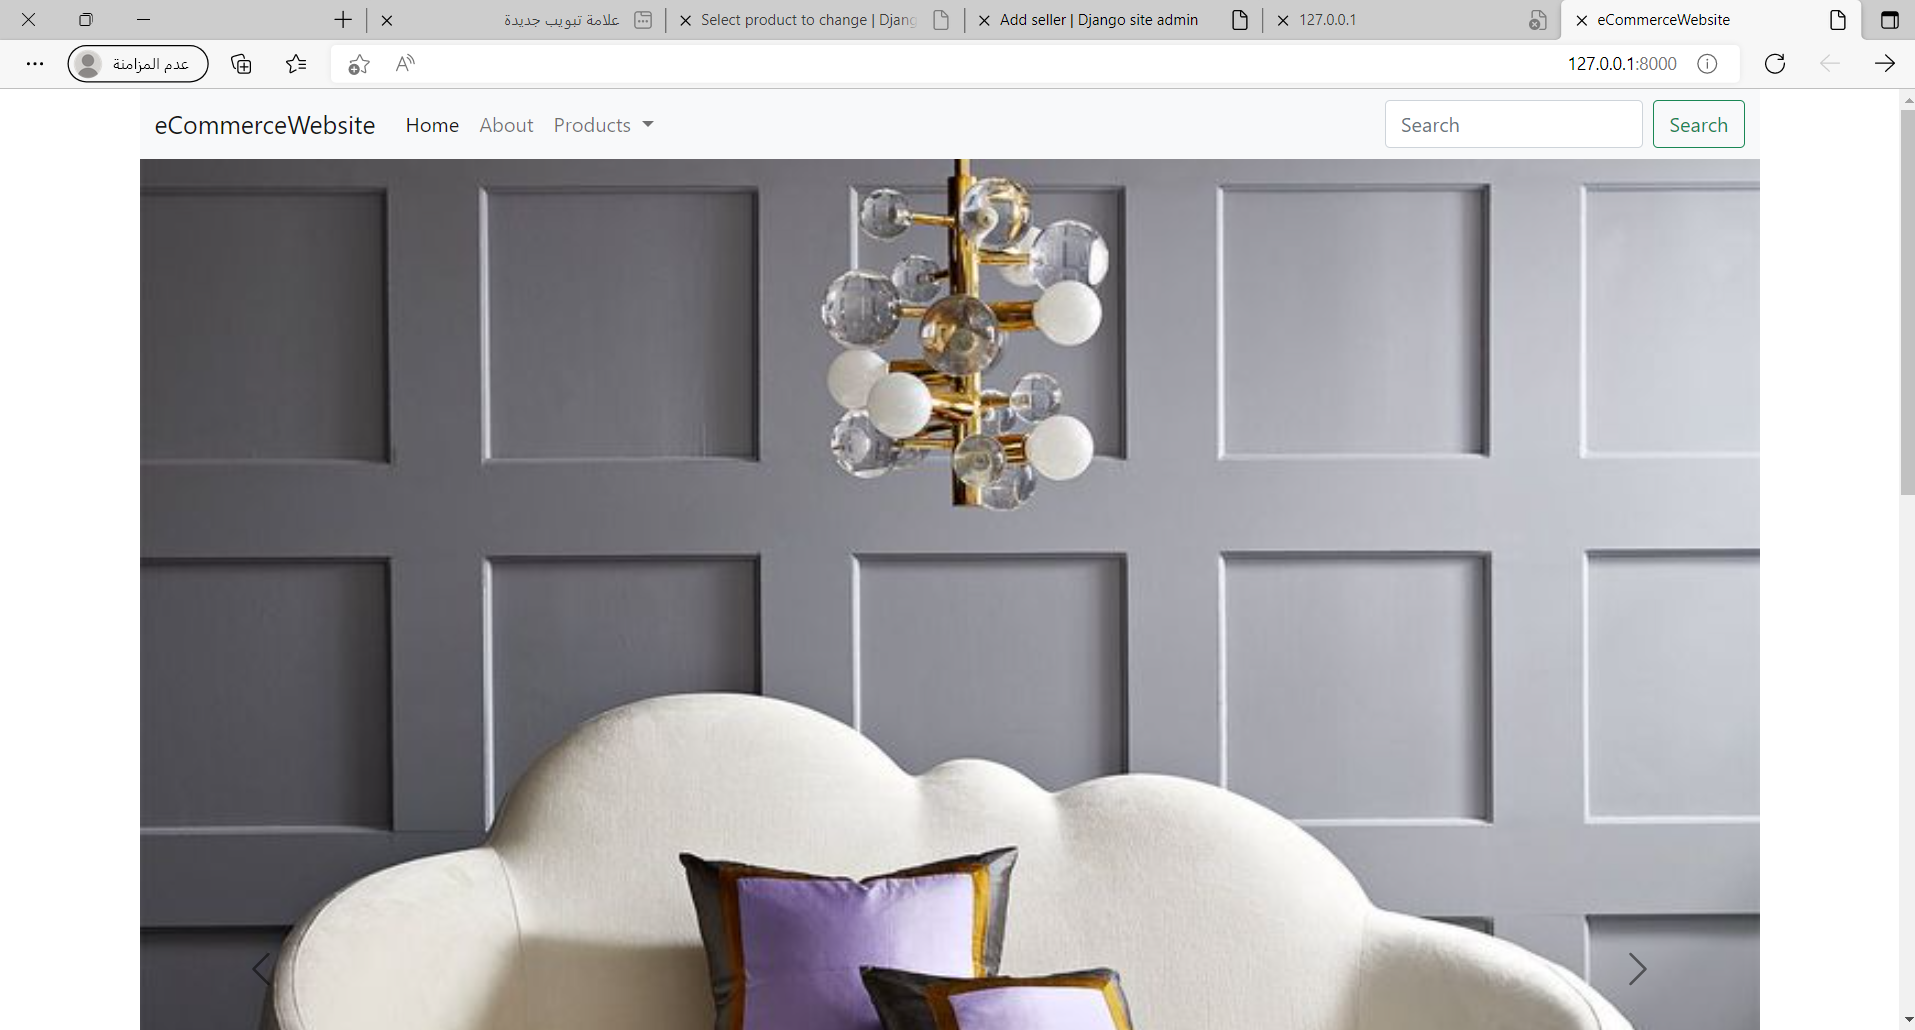 علامة تبويب جديدة
Select product to change | Djang
Add seller | Django site admin
127.0.0.1
eCommerceWebsite
عدم المزامنة
127.0.0.1:8000
eCommerceWebsite Home About Products Search Search